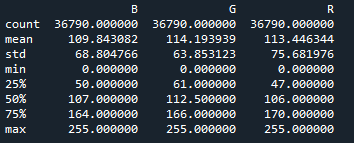 B G R
count 36790.000000 36790.000000 36790.000000
mean 109.843082 114.193939 113.446344
std 68.804766 63.853123 75.681976
min 0.000000 0.000000 0.000000
25% 50.000000 61.000000 47.000000
50% 107.000000 112.500000 106.000000
75% 164.000000 166.000000 170.000000
max 255.000000 255.000000 255.000000